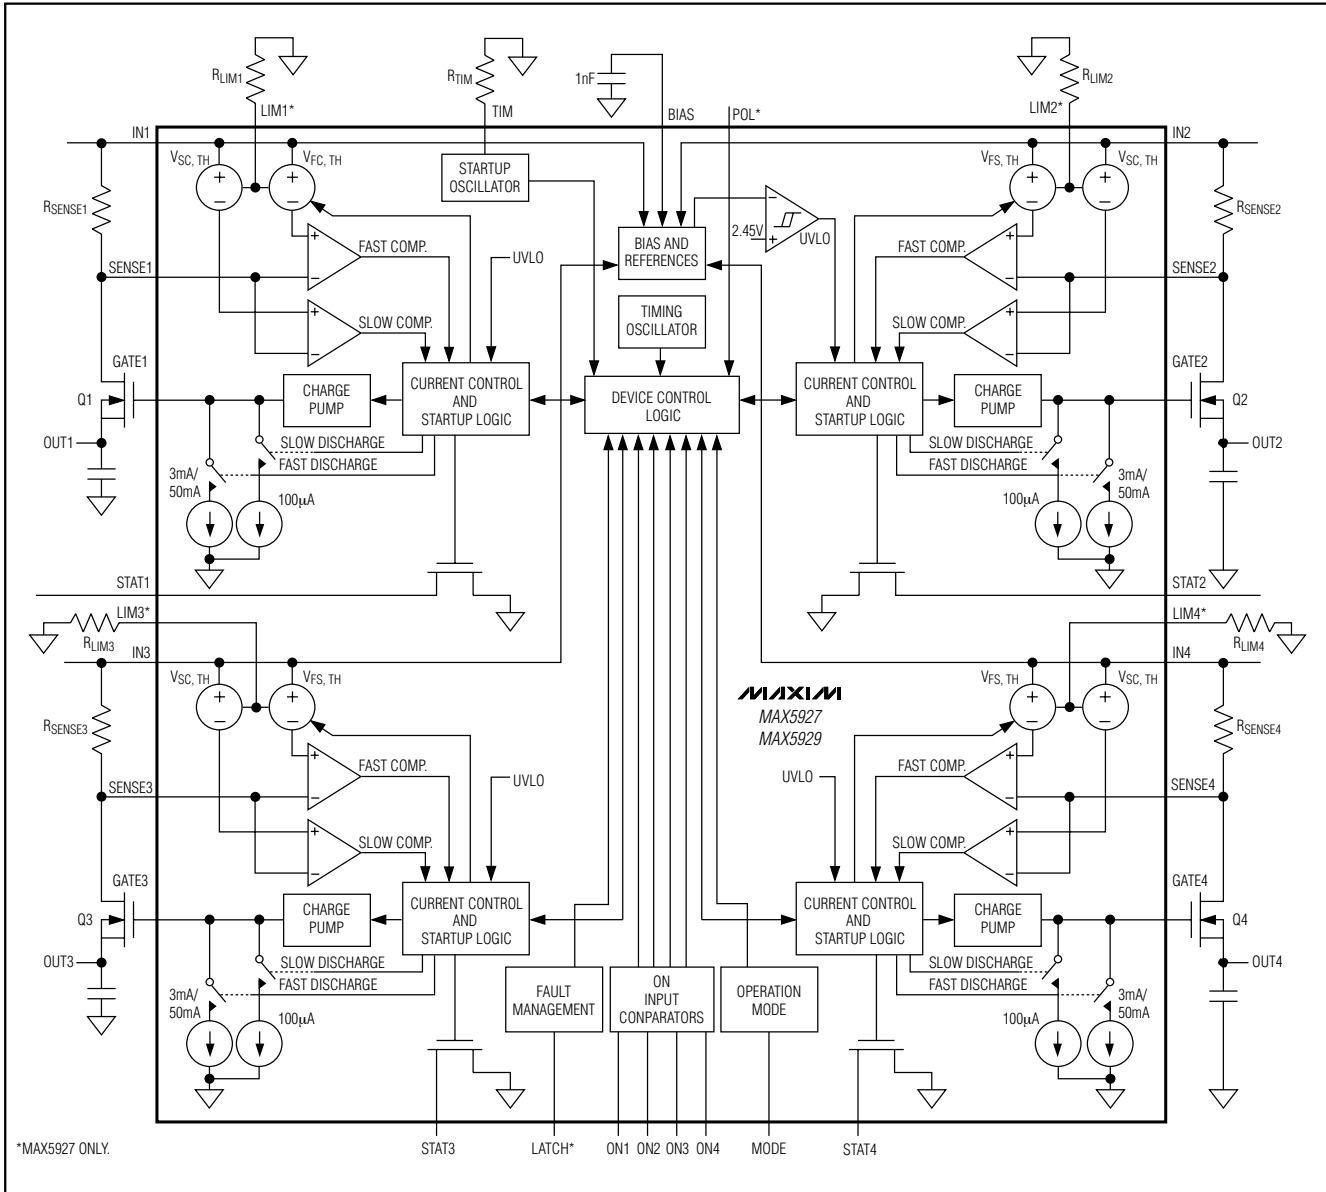 RLIM1
LIM1*
RTIM
TIM
1nF
BIAS
POL*
RLIM2
LIM2*
IN1
IN2
VSC, TH
VFC, TH
STARTUP
OSCILLATOR
VFS, TH
VSC, TH
+
−
+
−
+
−
+
−
RSENSE1
RSENSE2
BIAS AND
REFERENCES
−
2.45V
+
UVLO
SENSE1
FAST COMP.
+
−
UVLO
FAST COMP.
+
−
SENSE2
TIMING
OSCILLATOR
SLOW COMP.
+
−
SLOW COMP.
+
−
GATE1
Q1
OUT1
CHARGE
PUMP
CURRENT CONTROL
AND
STARTUP LOGIC
DEVICE CONTROL
LOGIC
CURRENT CONTROL
AND
STARTUP LOGIC
CHARGE
PUMP
GATE2
Q2
OUT2
SLOW DISCHARGE
FAST DISCHARGE
SLOW DISCHARGE
FAST DISCHARGE
3mA/
50mA
100µA
100µA
3mA/
50mA
STAT1
STAT2
LIM3*
RLIM3
LIM4*
RLIM4
IN3
IN4
VSC, TH
VFS, TH
VFS, TH
VSC, TH
+
−
+
−
+
−
+
−
MAXIM
MAX5927
MAX5929
RSENSE3
RSENSE4
SENSE3
FAST COMP.
+
−
UVLO
UVLO
FAST COMP.
+
−
SENSE4
SLOW COMP.
+
−
SLOW COMP.
+
−
GATE3
Q3
OUT3
CHARGE
PUMP
CURRENT CONTROL
AND
STARTUP LOGIC
CURRENT CONTROL
AND
STARTUP LOGIC
CHARGE
PUMP
GATE4
Q4
OUT4
SLOW DISCHARGE
FAST DISCHARGE
SLOW DISCHARGE
FAST DISCHARGE
3mA/
50mA
100µA
FAULT
MANAGEMENT
ON
INPUT
CONPARATORS
OPERATION
MODE
100µA
3mA/
50mA
*MAX5927 ONLY.
STAT3
LATCH*
ON1
ON2
ON3
ON4
MODE
STAT4